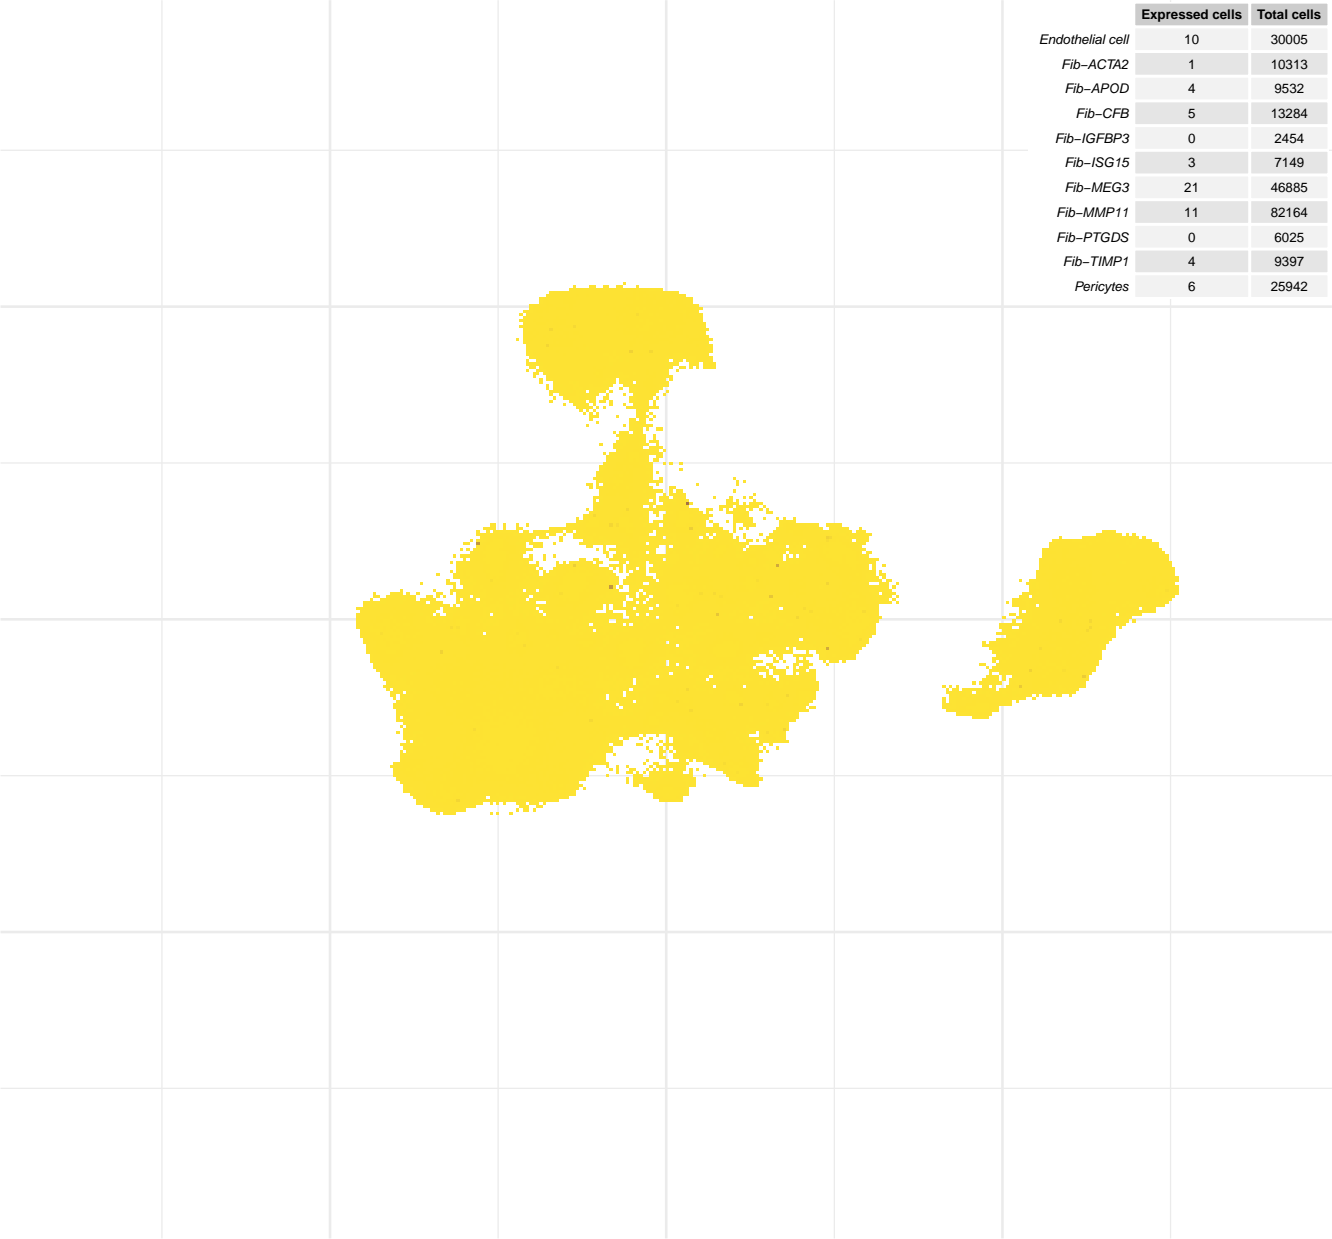 Expressed cells Total cells
Endothelial cell 10 30005
Fib−ACTA2 1 10313
Fib−APOD 4 9532
Fib−CFB 5 13284
Fib−IGFBP3 0 2454
Fib−ISG15 3 7149
Fib−MEG3 21 46885
Fib−MMP11 11 82164
Fib−PTGDS 0 6025
Fib−TIMP1 4 9397
Pericytes 6 25942